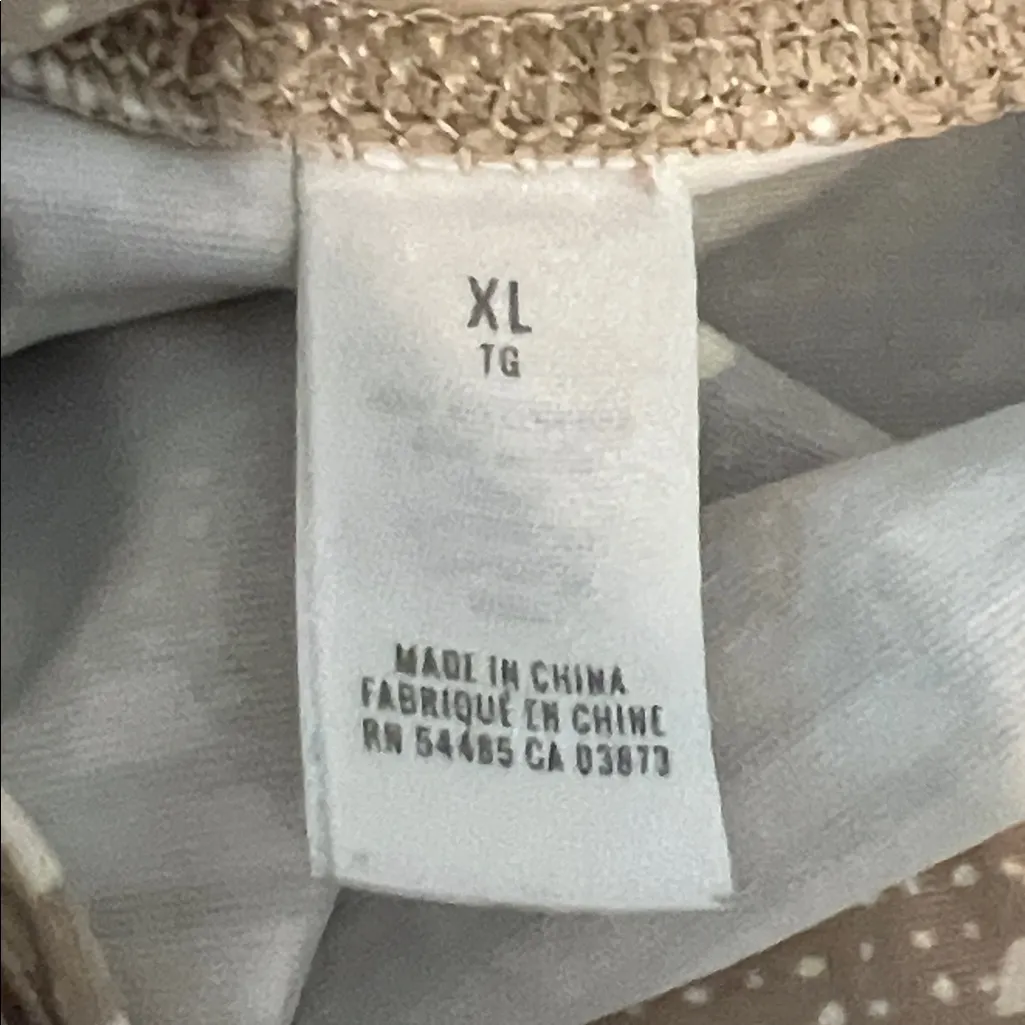 XL
TG
MADE IN CHINA
FABRIQUÉ EN CHINE
RN 54485 CA 03873